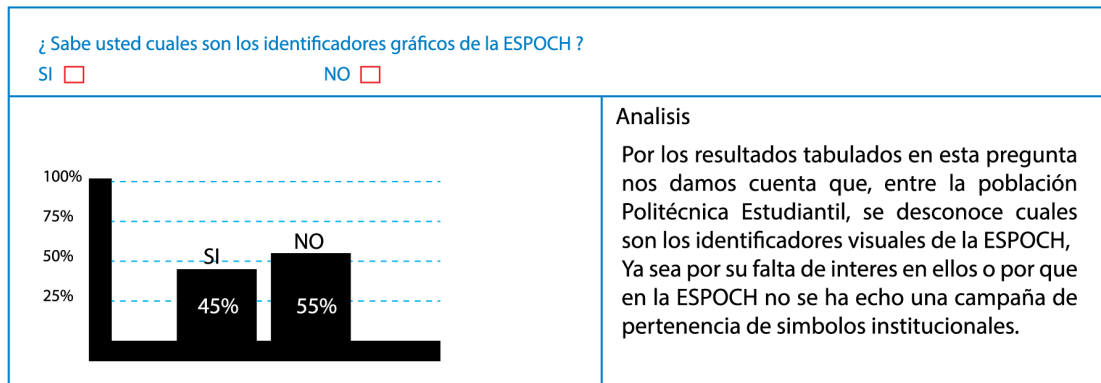 ¿ Sabe usted cuales son los identificadores gráficos de la ESPOCH ?
SI NO
100%
75%
50%
25%
SI
NO
45%
55%
Analisis
Por los resultados tabulados en esta pregunta
nos damos cuenta que, entre la población
Politécnica Estudiantil, se desconoce cuales
son los identificadores visuales de la ESPOCH,
Ya sea por su falta de interes en ellos o por que
en la ESPOCH no se ha echo una campaña de
pertenencia de simbolos institucionales.